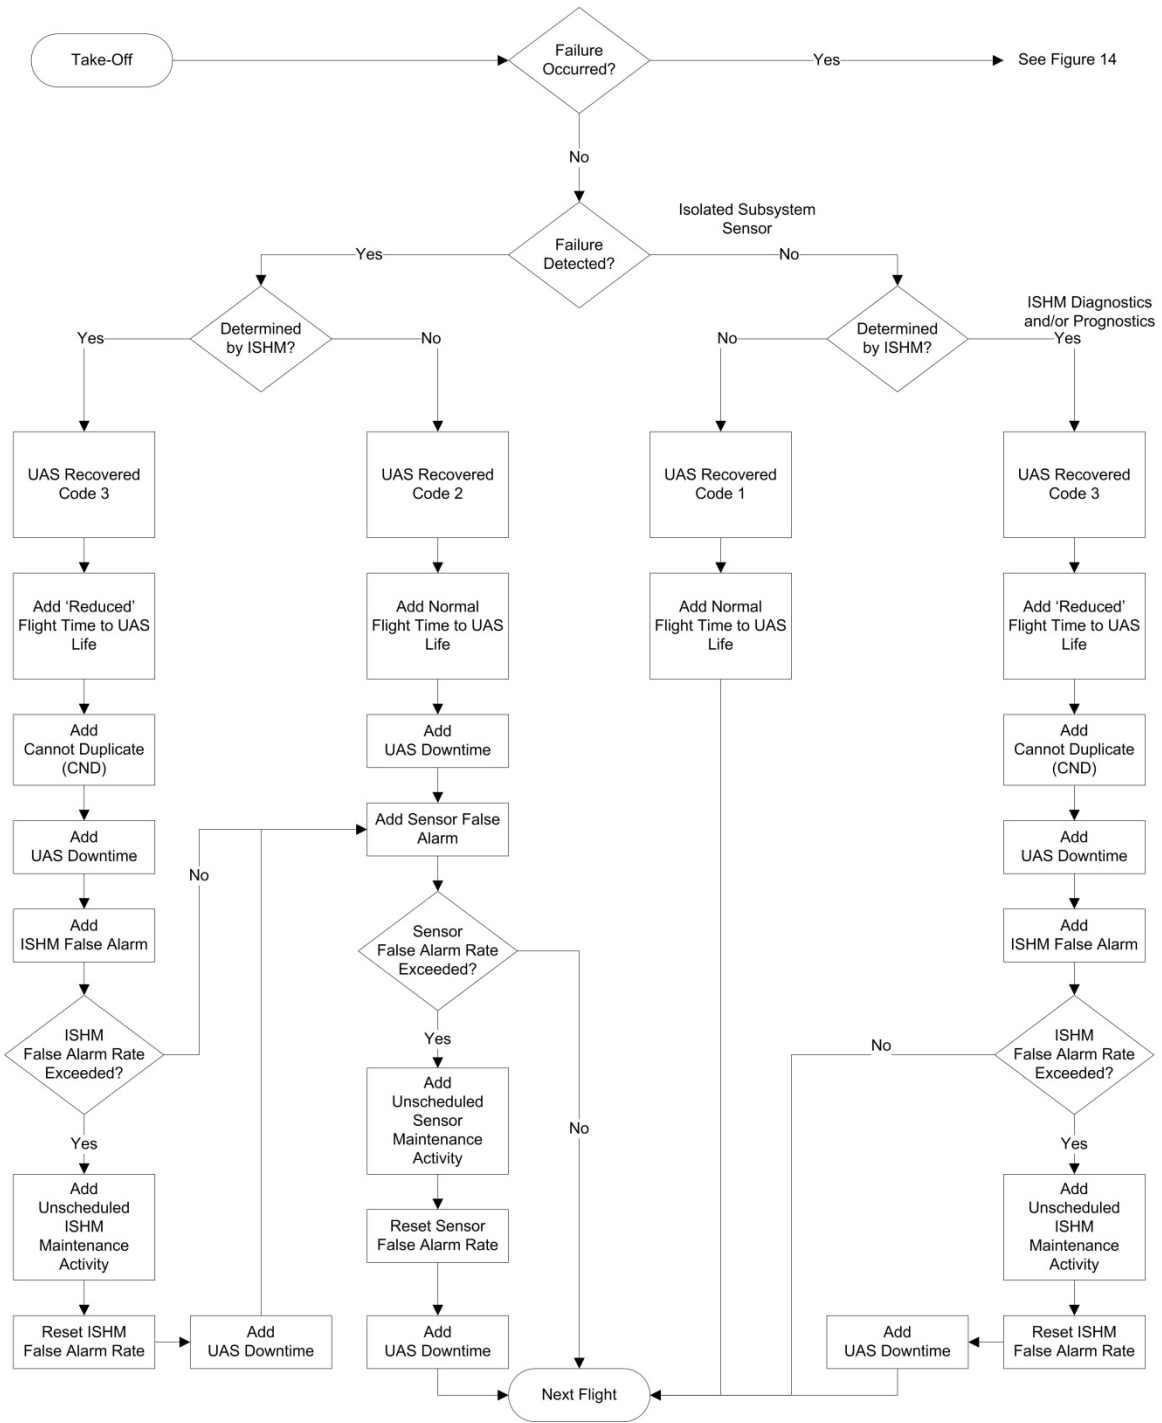 Take-Off
Failure
Occurred?
Yes
See Figure 14
No
Isolated Subsystem
Sensor
Failure
Detected?
Yes
No
ISHM Diagnostics
and/or Prognostics
Determined
by ISHM?
Yes
No
Determined
by ISHM?
No
Yes
UAS Recovered
Code 3
UAS Recovered
Code 2
UAS Recovered
Code 1
UAS Recovered
Code 3
Add ‘Reduced’
Flight Time to UAS
Life
Add Normal
Flight Time to UAS
Life
Add Normal
Flight Time to UAS
Life
Add ‘Reduced’
Flight Time to UAS
Life
Add
Cannot Duplicate
(CND)
Add
UAS Downtime
Add
Cannot Duplicate
(CND)
Add
UAS Downtime
Add Sensor False
Alarm
Add
UAS Downtime
No
Add
ISHM False Alarm
Sensor
False Alarm Rate
Exceeded?
Add
ISHM False Alarm
ISHM
False Alarm Rate
Exceeded?
Yes
No
ISHM
False Alarm Rate
Exceeded?
Add
Unscheduled
Sensor
Maintenance
Activity
No
Yes
Yes
Add
Unscheduled
ISHM
Maintenance
Activity
Reset Sensor
False Alarm Rate
Add
Unscheduled
ISHM
Maintenance
Activity
Reset ISHM
False Alarm Rate
Add
UAS Downtime
Add
UAS Downtime
Add
UAS Downtime
Reset ISHM
False Alarm Rate
Next Flight